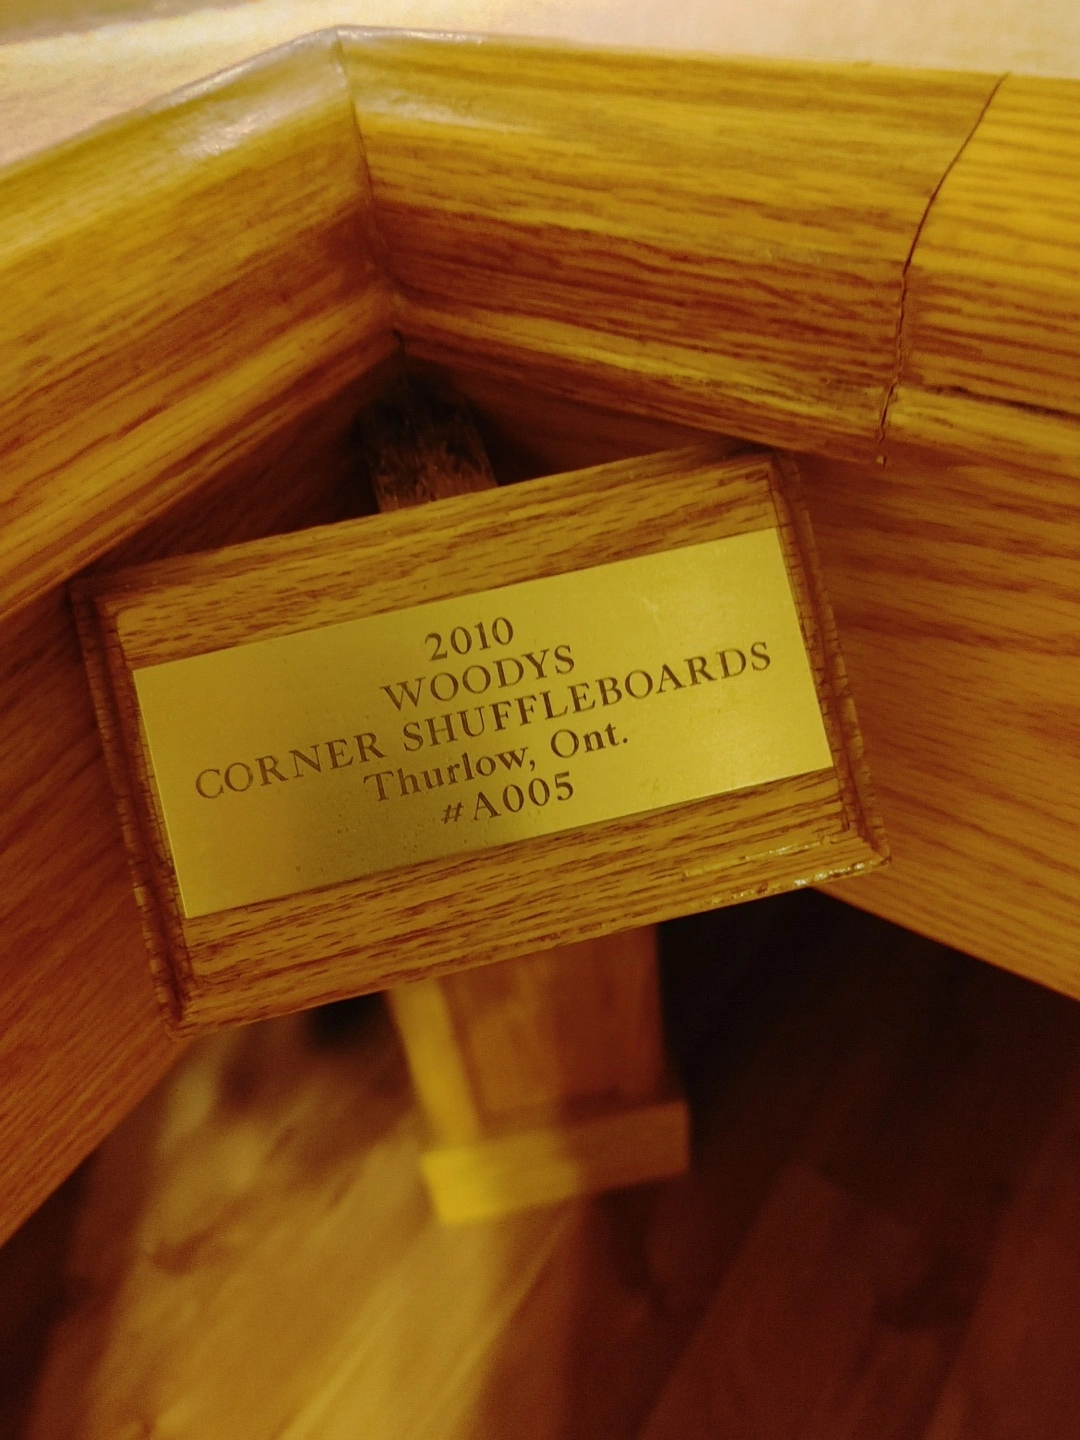 2010
WOODYS
CORNER SHUFFLEBOARDS
Thurlow, Ont.
#A005